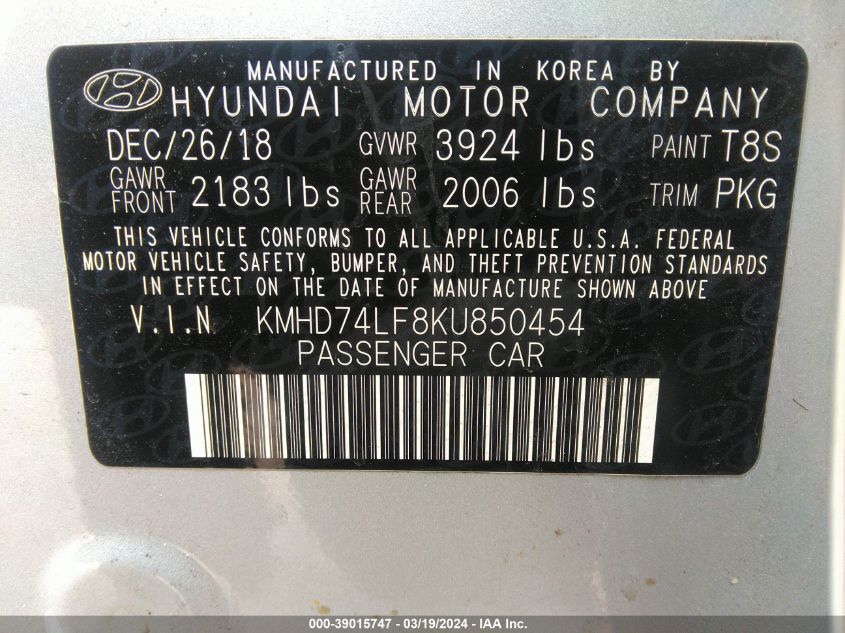 MANUFACTURED IN KOREA BY
HYUNDAI MOTOR COMPANY
DEC/26/18 GVWR 3924 lbs PAINT T8S
GAWR FRONT 2183 lbs GAWR REAR 2006 lbs TRIM PKG
THIS VEHICLE CONFORMS TO ALL APPLICABLE U.S.A. FEDERAL
MOTOR VEHICLE SAFETY, BUMPER, AND THEFT PREVENTION STANDARDS
IN EFFECT ON THE DATE OF MANUFACTURE SHOWN ABOVE
V.I.N KMHD74LF8KU850454
PASSENGER CAR
000-39015747 - 03/19/2024 - IAA Inc.